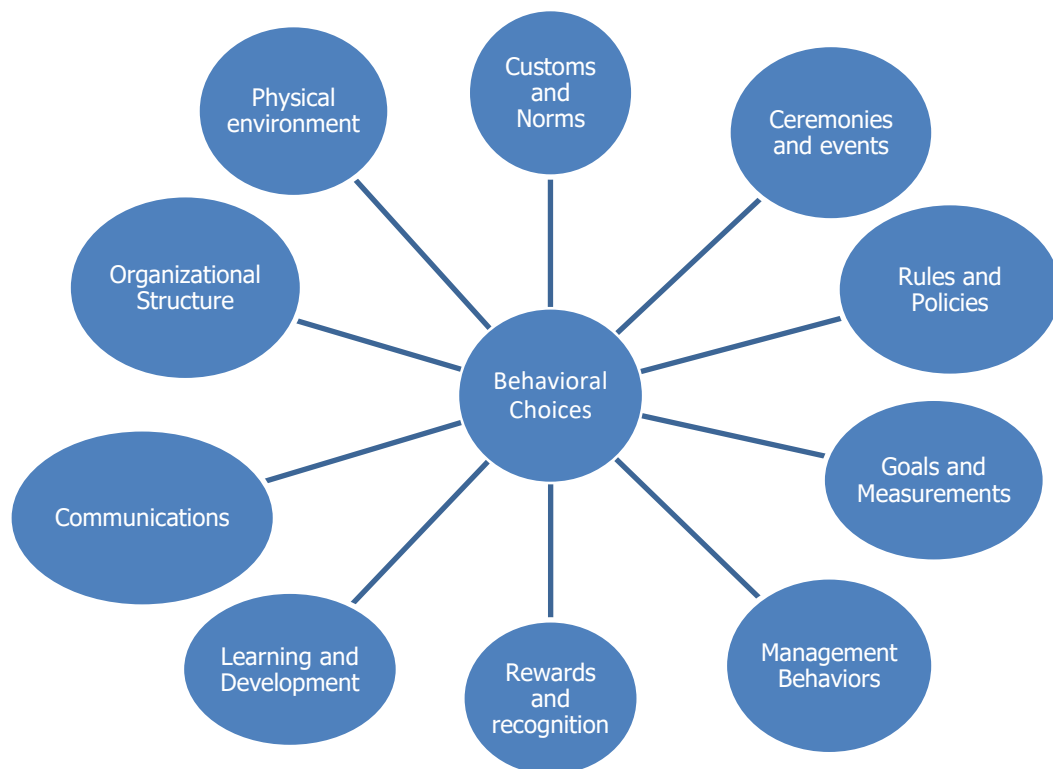 Customs
and
Norms
Physical
environment
Ceremonies
and events
Organizational
Structure
Rules and
Policies
Behavioral
Choices
Goals and
Measurements
Communications
Learning and
Development
Rewards
and
recognition
Management
Behaviors